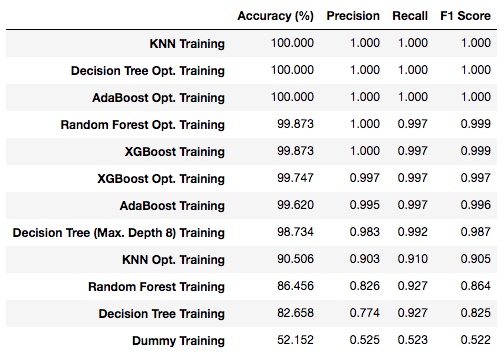 Accuracy (%) Precision Recall F1 Score
KNN Training 100.000 1.000 1.000 1.000
Decision Tree Opt. Training 100.000 1.000 1.000 1.000
AdaBoost Opt. Training 100.000 1.000 1.000 1.000
Random Forest Opt. Training 99.873 1.000 0.997 0.999
XGBoost Training 99.873 1.000 0.997 0.999
XGBoost Opt. Training 99.747 0.997 0.997 0.997
AdaBoost Training 99.620 0.995 0.997 0.996
Decision Tree (Max. Depth 8) Training 98.734 0.983 0.992 0.987
KNN Opt. Training 90.506 0.903 0.910 0.905
Random Forest Training 86.456 0.826 0.927 0.864
Decision Tree Training 82.658 0.774 0.927 0.825
Dummy Training 52.152 0.525 0.523 0.522